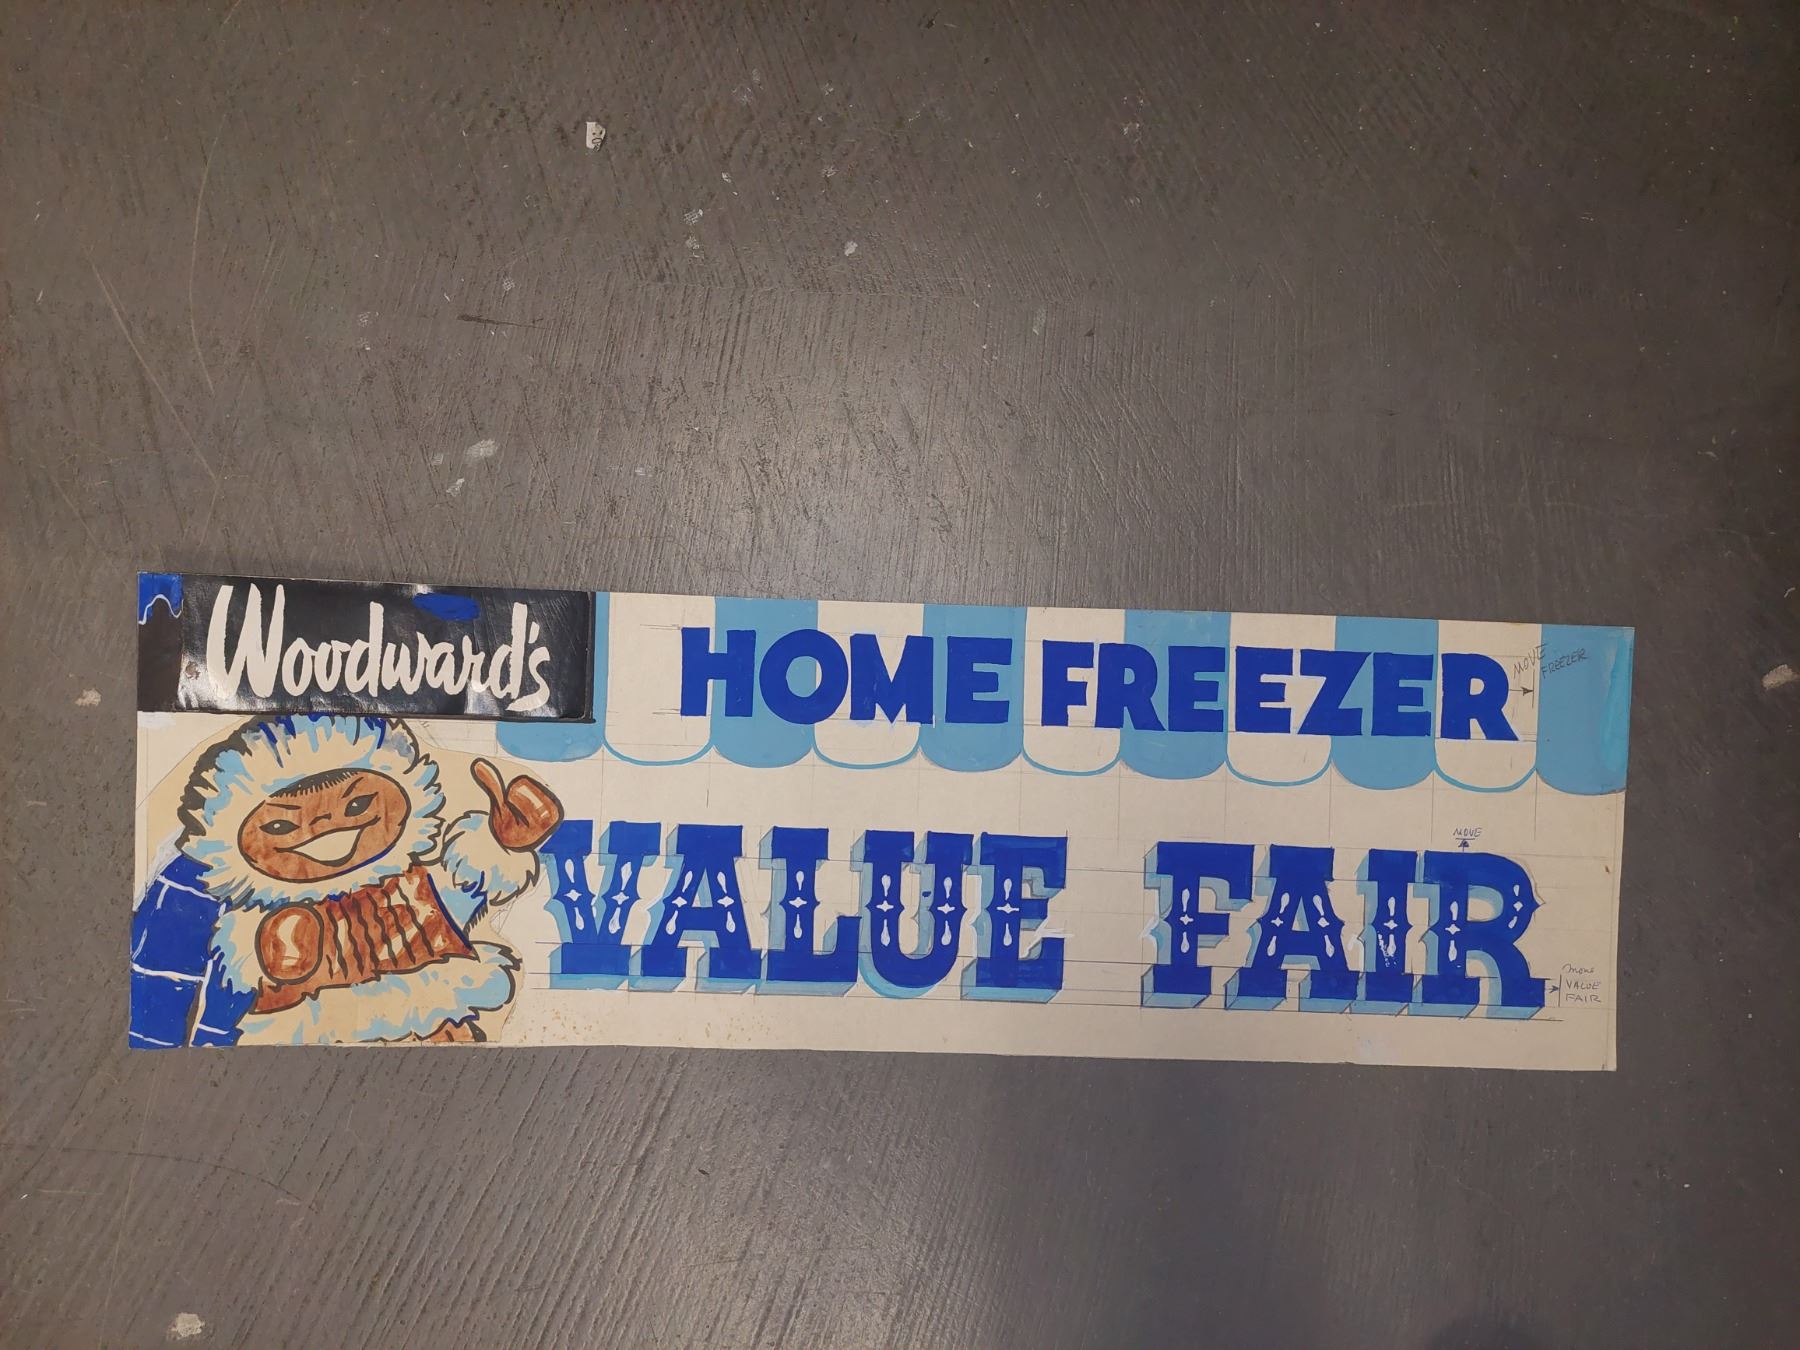 Woodward's
HOME FREEZER
MOVE
FREEZER
VALUE FAIR
MOVE
MOVE
VALUE
FAIR